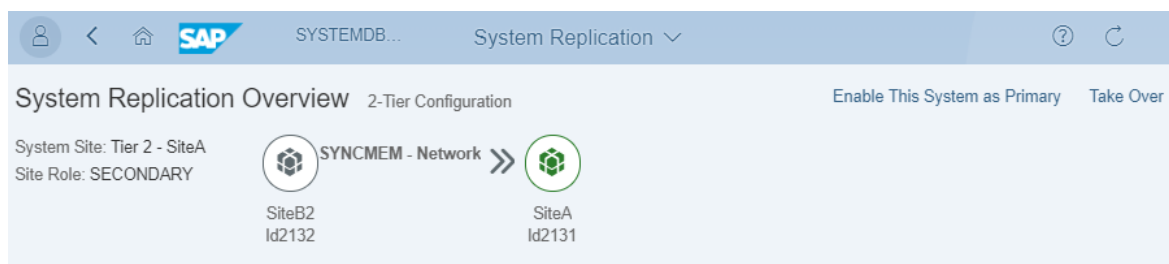 SAP SYSTEMDB... System Replication
System Replication Overview 2-Tier Configuration Enable This System as Primary Take Over
System Site: Tier 2 - SiteA
Site Role: SECONDARY
SYNCMEM - Network
SiteB2 SiteA
ld2132 ld2131